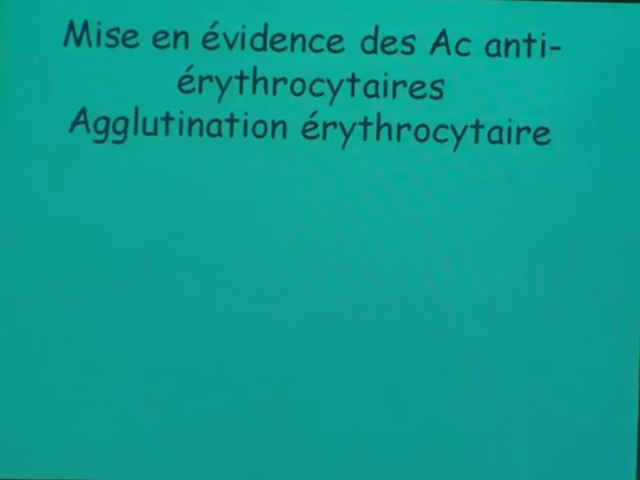 Mise en évidence des Ac anti-
érythrocytaires
Agglutination érythrocytaire